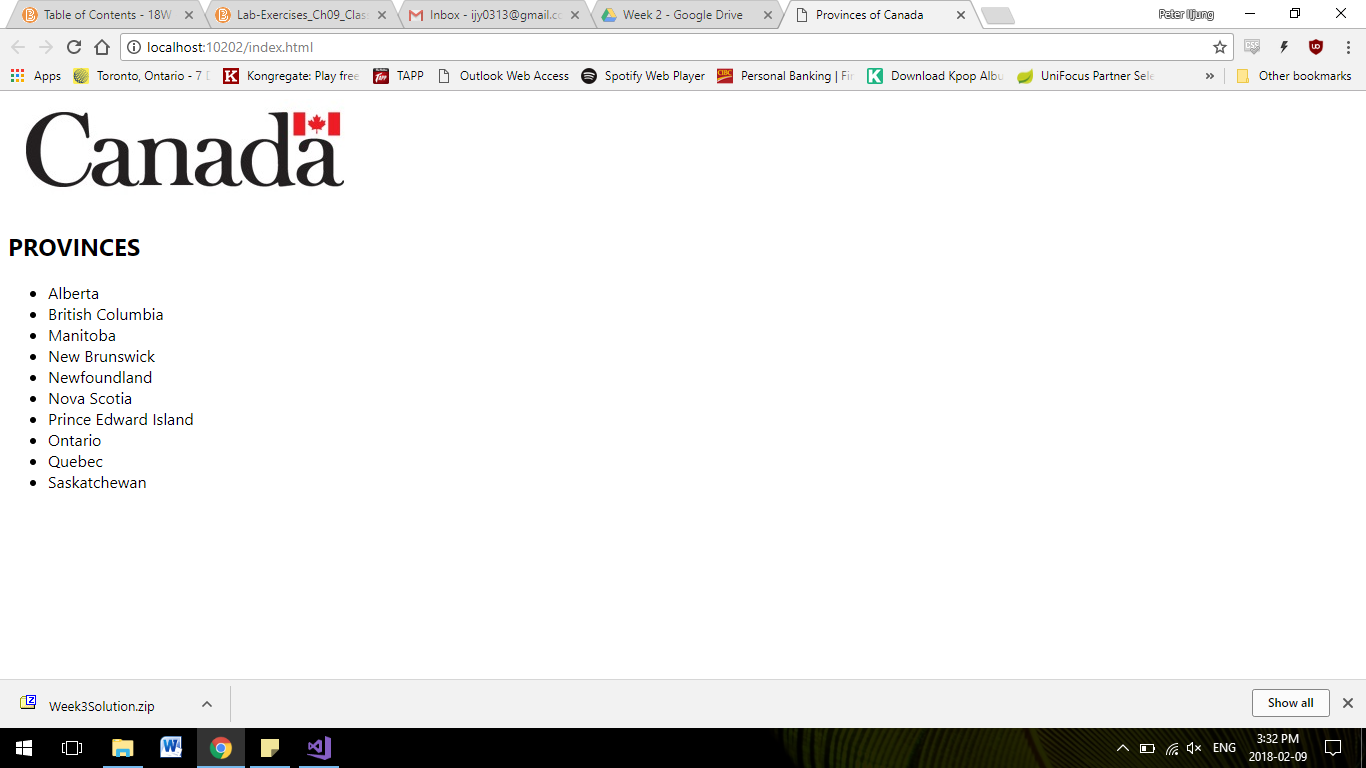 Table of Contents - 18W
Lab-Exercises_Ch09_Clas
Inbox - ijy0313@gmail.co
Week 2 - Google Drive
Provinces of Canada
Peter Iljung
localhost:10202/index.html
Apps
Toronto, Ontario - 7 D
Kongregate: Play free
TAPP
Outlook Web Access
Spotify Web Player
Personal Banking | Fir
Download Kpop Albu
UniFocus Partner Sele
Other bookmarks
Canada
PROVINCES
Alberta
British Columbia
Manitoba
New Brunswick
Newfoundland
Nova Scotia
Prince Edward Island
Ontario
Quebec
Saskatchewan
Week3Solution.zip
Show all
ENG
3:32 PM
2018-02-09